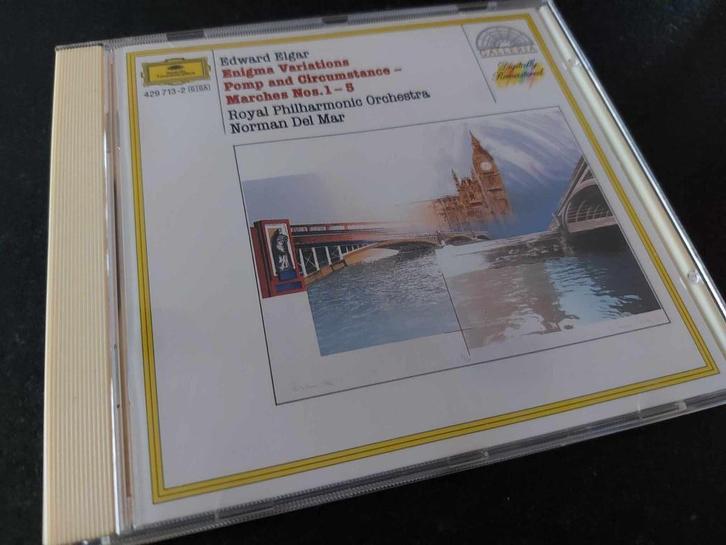 Edward Elgar
Enigma Variations
Pomp and Circumstance –
Marches Nos. 1 – 5
Royal Philharmonic Orchestra
Norman Del Mar
429 713-2
GALLERIA
Digitally
Remastered